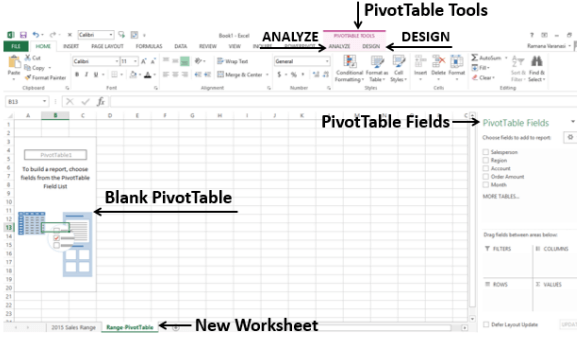 PivotTable Tools
Calibri
Book1 - Excel
PIVOTTABLE TOOLS
ANALYZE
DESIGN
FILE HOME INSERT PAGE LAYOUT FORMULAS DATA REVIEW VIEW ANALYZE DESIGN
Ramana Varanasi
Cut
Copy
Format Painter
Paste
Calibri 11
Wrap Text
Merge & Center
General
Conditional Formatting
Format as Table
Cell Styles
Insert Delete Format
AutoSum
Fill
Clear
Sort & Filter
Find & Select
Clipboard Font Alignment Number Styles Cells Editing
B13
A B C D E F G H I J K
PivotTable Fields
PivotTable Fields
Choose fields to add to report:
Salesperson
Region
Account
Order Amount
Month
MORE TABLES...
PivotTable1
To build a report, choose
fields from the PivotTable
Field List
Blank PivotTable
Drag fields between areas below:
FILTERS
COLUMNS
ROWS
VALUES
Defer Layout Update
2015 Sales Range
Range PivotTable
New Worksheet